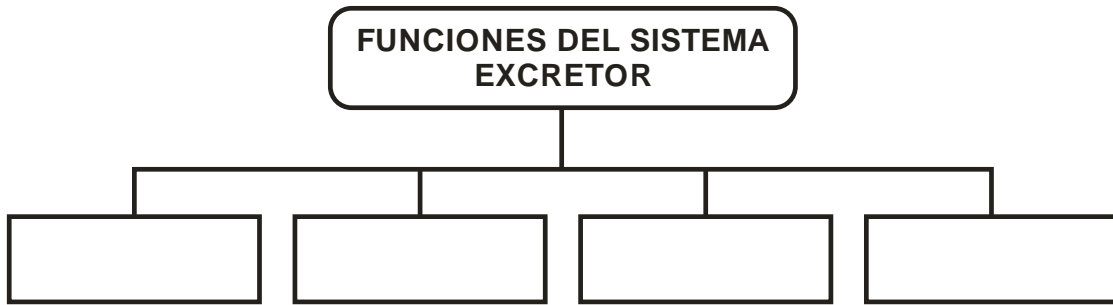 FUNCIONES DEL SISTEMA
EXCRETOR